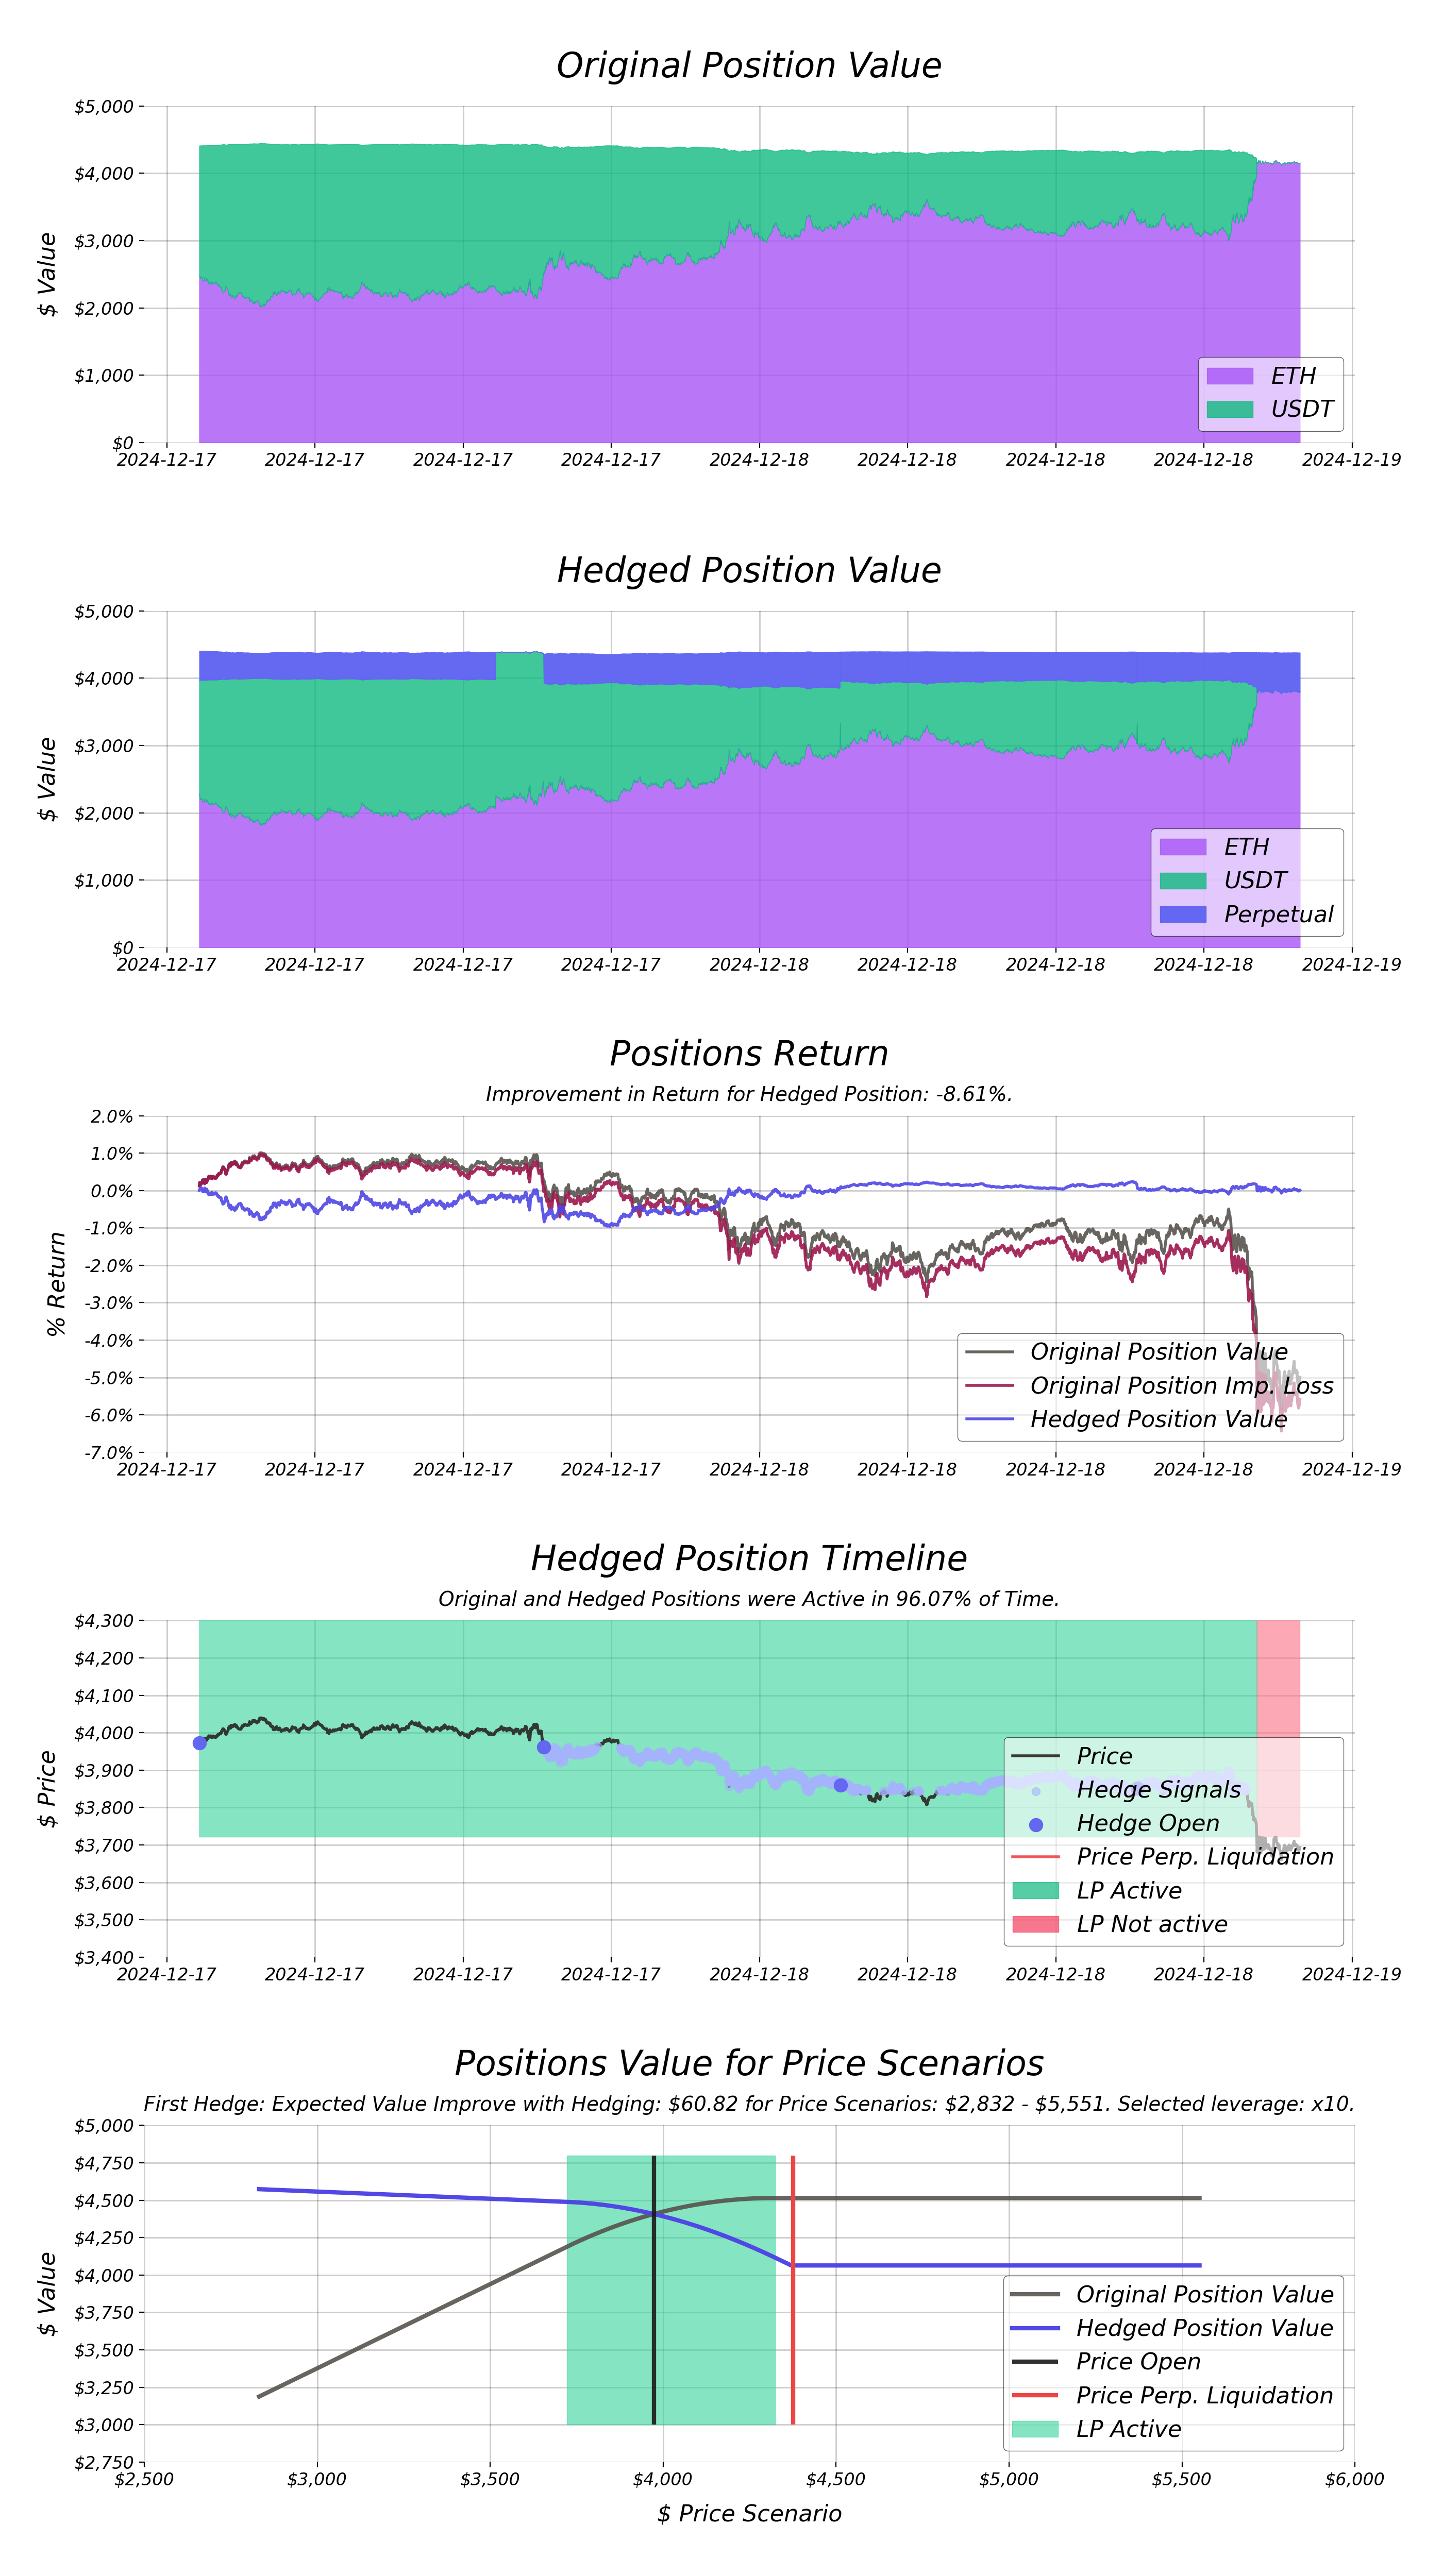 Original Position Value
$5,000
$4,000
$3,000
$2,000
$1,000
$0
$ Value
ETH
USDT
2024-12-17 2024-12-17 2024-12-17 2024-12-17 2024-12-18 2024-12-18 2024-12-18 2024-12-18 2024-12-19
Hedged Position Value
$5,000
$4,000
$3,000
$2,000
$1,000
$0
$ Value
ETH
USDT
Perpetual
2024-12-17 2024-12-17 2024-12-17 2024-12-17 2024-12-18 2024-12-18 2024-12-18 2024-12-18 2024-12-19
Positions Return
Improvement in Return for Hedged Position: -8.61%.
2.0%
1.0%
0.0%
-1.0%
-2.0%
-3.0%
-4.0%
-5.0%
-6.0%
-7.0%
% Return
Original Position Value
Original Position Imp. Loss
Hedged Position Value
2024-12-17 2024-12-17 2024-12-17 2024-12-17 2024-12-18 2024-12-18 2024-12-18 2024-12-18 2024-12-19
Hedged Position Timeline
Original and Hedged Positions were Active in 96.07% of Time.
$4,300
$4,200
$4,100
$4,000
$3,900
$3,800
$3,700
$3,600
$3,500
$3,400
$ Price
Price
Hedge Signals
Hedge Open
Price Perp. Liquidation
LP Active
LP Not active
2024-12-17 2024-12-17 2024-12-17 2024-12-17 2024-12-18 2024-12-18 2024-12-18 2024-12-18 2024-12-19
Positions Value for Price Scenarios
First Hedge: Expected Value Improve with Hedging: $60.82 for Price Scenarios: $2,832 - $5,551. Selected leverage: x10.
$5,000
$4,750
$4,500
$4,250
$4,000
$3,750
$3,500
$3,250
$3,000
$2,750
$ Value
Original Position Value
Hedged Position Value
Price Open
Price Perp. Liquidation
LP Active
$2,500 $3,000 $3,500 $4,000 $4,500 $5,000 $5,500 $6,000
$ Price Scenario